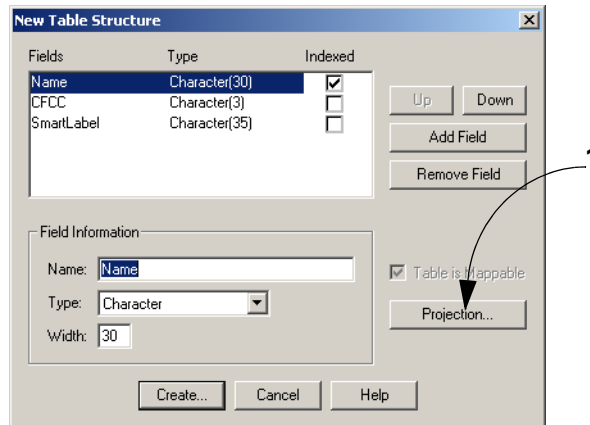 New Table Structure
Fields Type Indexed
Name Character(30)
CFCC Character(3)
SmartLabel Character(35)
Up Down
Add Field
Remove Field
Field Information
Name: Name
Table is Mappable
Type: Character
Projection...
Width: 30
Create... Cancel Help